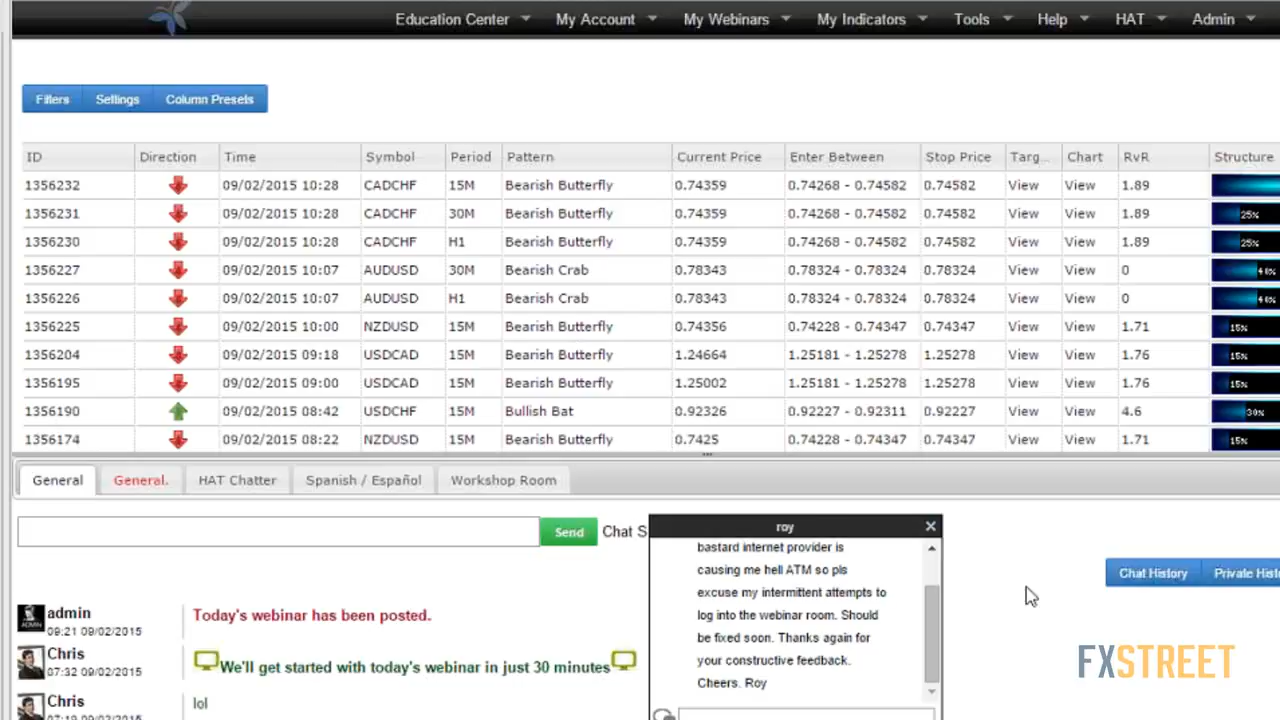 Education Center My Account My Webinars My Indicators Tools Help HAT Admin
Filters Settings Column Presets
ID Direction Time Symbol Period Pattern Current Price Enter Between Stop Price Targ... Chart RvR Structure
1356232 09/02/2015 10:28 CADCHF 15M Bearish Butterfly 0.74359 0.74268 - 0.74582 0.74582 View View 1.89
1356231 09/02/2015 10:28 CADCHF 30M Bearish Butterfly 0.74359 0.74268 - 0.74582 0.74582 View View 1.89 25%
1356230 09/02/2015 10:28 CADCHF H1 Bearish Butterfly 0.74359 0.74268 - 0.74582 0.74582 View View 1.89 25%
1356227 09/02/2015 10:07 AUDUSD 30M Bearish Crab 0.78343 0.78324 - 0.78324 0.78324 View View 0 40%
1356226 09/02/2015 10:07 AUDUSD H1 Bearish Crab 0.78343 0.78324 - 0.78324 0.78324 View View 0 40%
1356225 09/02/2015 10:00 NZDUSD 15M Bearish Butterfly 0.74356 0.74228 - 0.74347 0.74347 View View 1.71 15%
1356204 09/02/2015 09:18 USDCAD 15M Bearish Butterfly 1.24664 1.25181 - 1.25278 1.25278 View View 1.76 15%
1356195 09/02/2015 09:00 USDCAD 15M Bearish Butterfly 1.25002 1.25181 - 1.25278 1.25278 View View 1.76 15%
1356190 09/02/2015 08:42 USDCHF 15M Bullish Bat 0.92326 0.92227 - 0.92311 0.92227 View View 4.6 30%
1356174 09/02/2015 08:22 NZDUSD 15M Bearish Butterfly 0.7425 0.74228 - 0.74347 0.74347 View View 1.71 15%
General General. HAT Chatter Spanish / Español Workshop Room
Send Chat S
roy
bastard internet provider is
causing me hell ATM so pls
excuse my intermittent attempts to
log into the webinar room. Should
be fixed soon. Thanks again for
your constructive feedback.
Cheers. Roy
Chat History Private Hist
admin
09:21 09/02/2015
Today's webinar has been posted.
Chris
07:32 09/02/2015
We'll get started with today's webinar in just 30 minutes
Chris
lol
FXSTREET